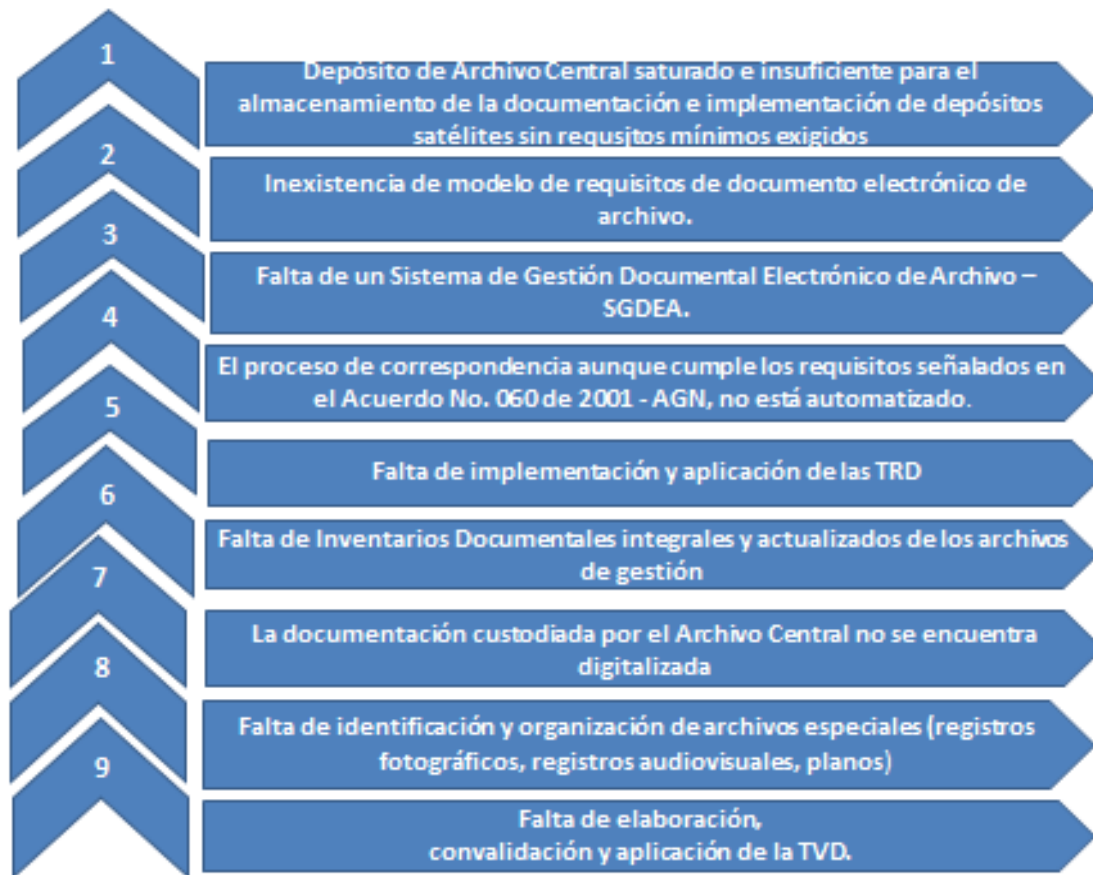 1
Depósito de Archivo Central saturado e insuficiente para el
almacenamiento de la documentación e implementación de depósitos
satélites sin requsjtos mínimos exigidos
2
Inexistencia de modelo de requisitos de documento electrónico de
archivo.
3
Falta de un Sistema de Gestión Documental Electrónico de Archivo –
SGDEA.
4
El proceso de correspondencia aunque cumple los requisitos señalados en
el Acuerdo No. 060 de 2001 - AGN, no está automatizado.
5
Falta de implementación y aplicación de las TRD
6
Falta de Inventarios Documentales integrales y actualizados de los archivos
de gestión
7
La documentación custodiada por el Archivo Central no se encuentra
digitalizada
8
Falta de identificación y organización de archivos especiales (registros
fotográficos, registros audiovisuales, planos)
9
Falta de elaboración,
convalidación y aplicación de la TVD.